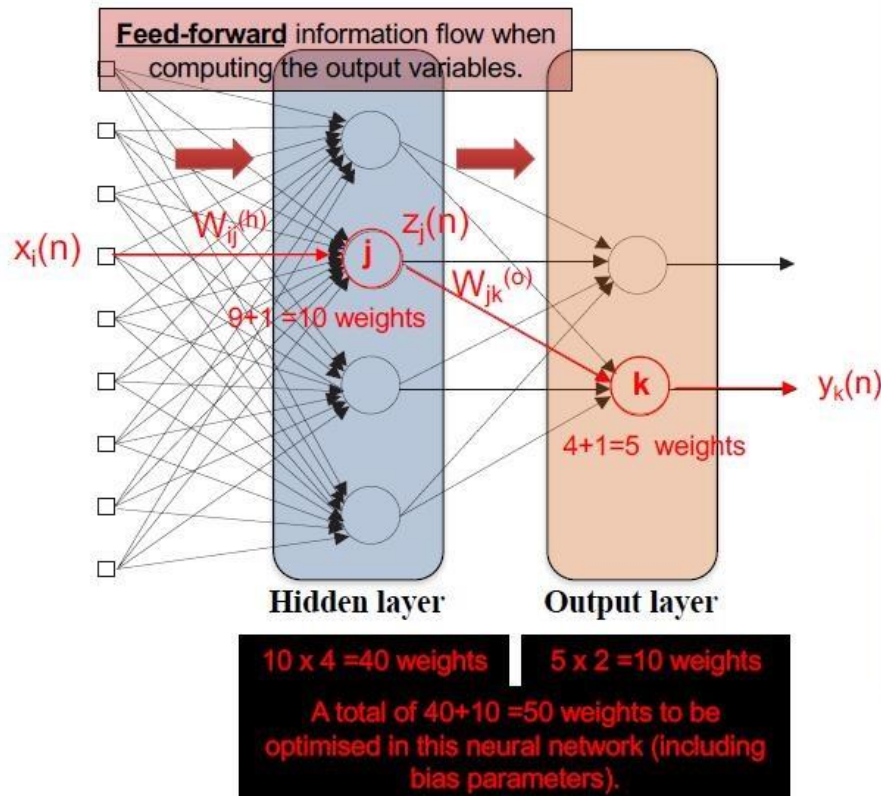 Feed-forward information flow when
computing the output variables.
Wij(h)
zj(n)
xi(n)
j
Wjk(o)
9+1 =10 weights
k
yk(n)
4+1=5 weights
Hidden layer
Output layer
10 x 4 =40 weights
5 x 2 =10 weights
A total of 40+10 =50 weights to be
optimised in this neural network (including
bias parameters).